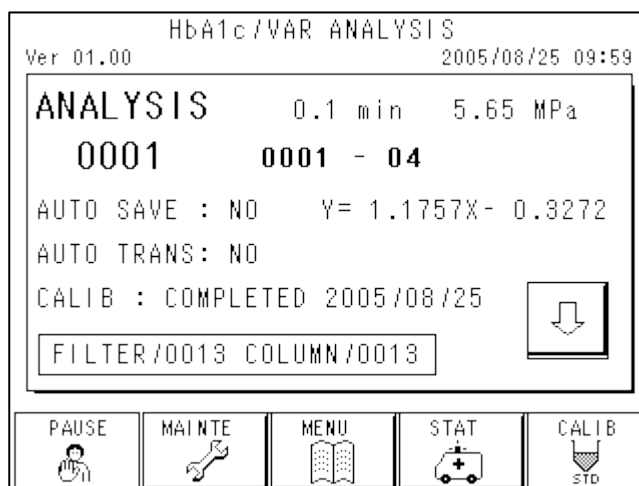 HbA1c/VAR ANALYSIS
Ver 01.00 2005/08/25 09:59
ANALYSIS 0.1 min 5.65 MPa
0001 0001 - 04
AUTO SAVE : NO Y= 1.1757X- 0.3272
AUTO TRANS: NO
CALIB : COMPLETED 2005/08/25
FILTER/0013 COLUMN/0013
PAUSE MAINTE MENU STAT CALIB
STD